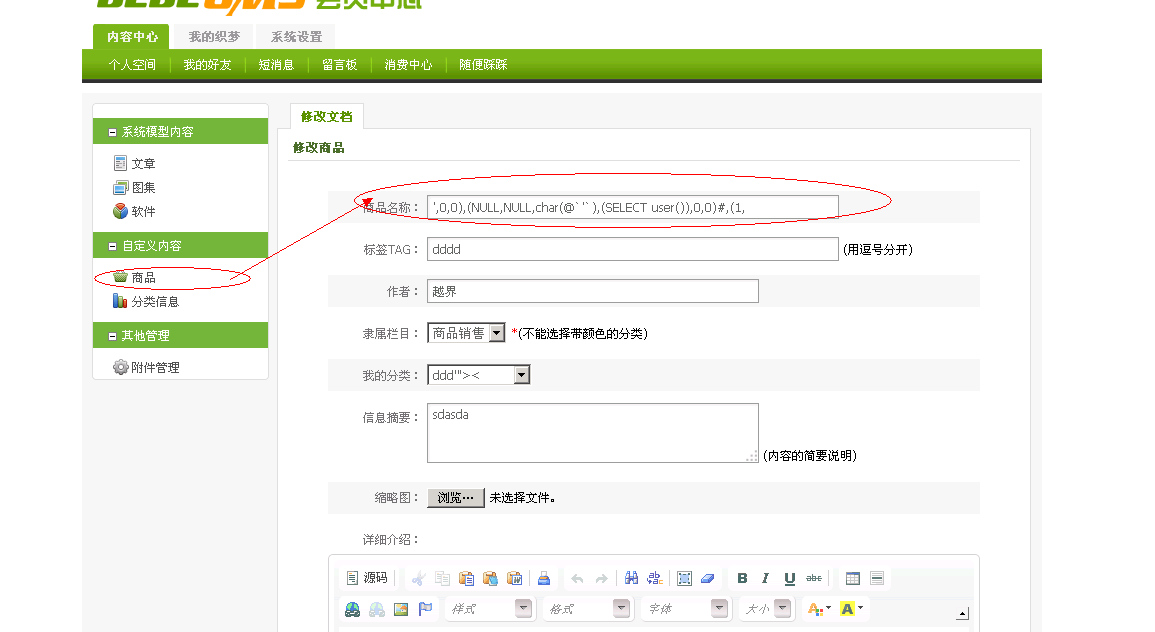 内容中心 我的织梦 系统设置
个人空间 我的好友 短消息 留言板 消费中心 随便踩踩
系统模型内容
文章
图集
软件
自定义内容
商品
分类信息
其他管理
附件管理
修改文档
修改商品
商品名称： ',0,0),(NULL,NULL,char(@`'`),(SELECT user()),0,0)#,(1,
标签TAG： dddd (用逗号分开)
作者： 越界
隶属栏目： 商品销售 *(不能选择带颜色的分类)
我的分类： ddd'"><
信息摘要： sdasda
(内容的简要说明)
缩略图： 浏览… 未选择文件。
详细介绍：
源码 B I U abc
样式 格式 字体 大小 A A